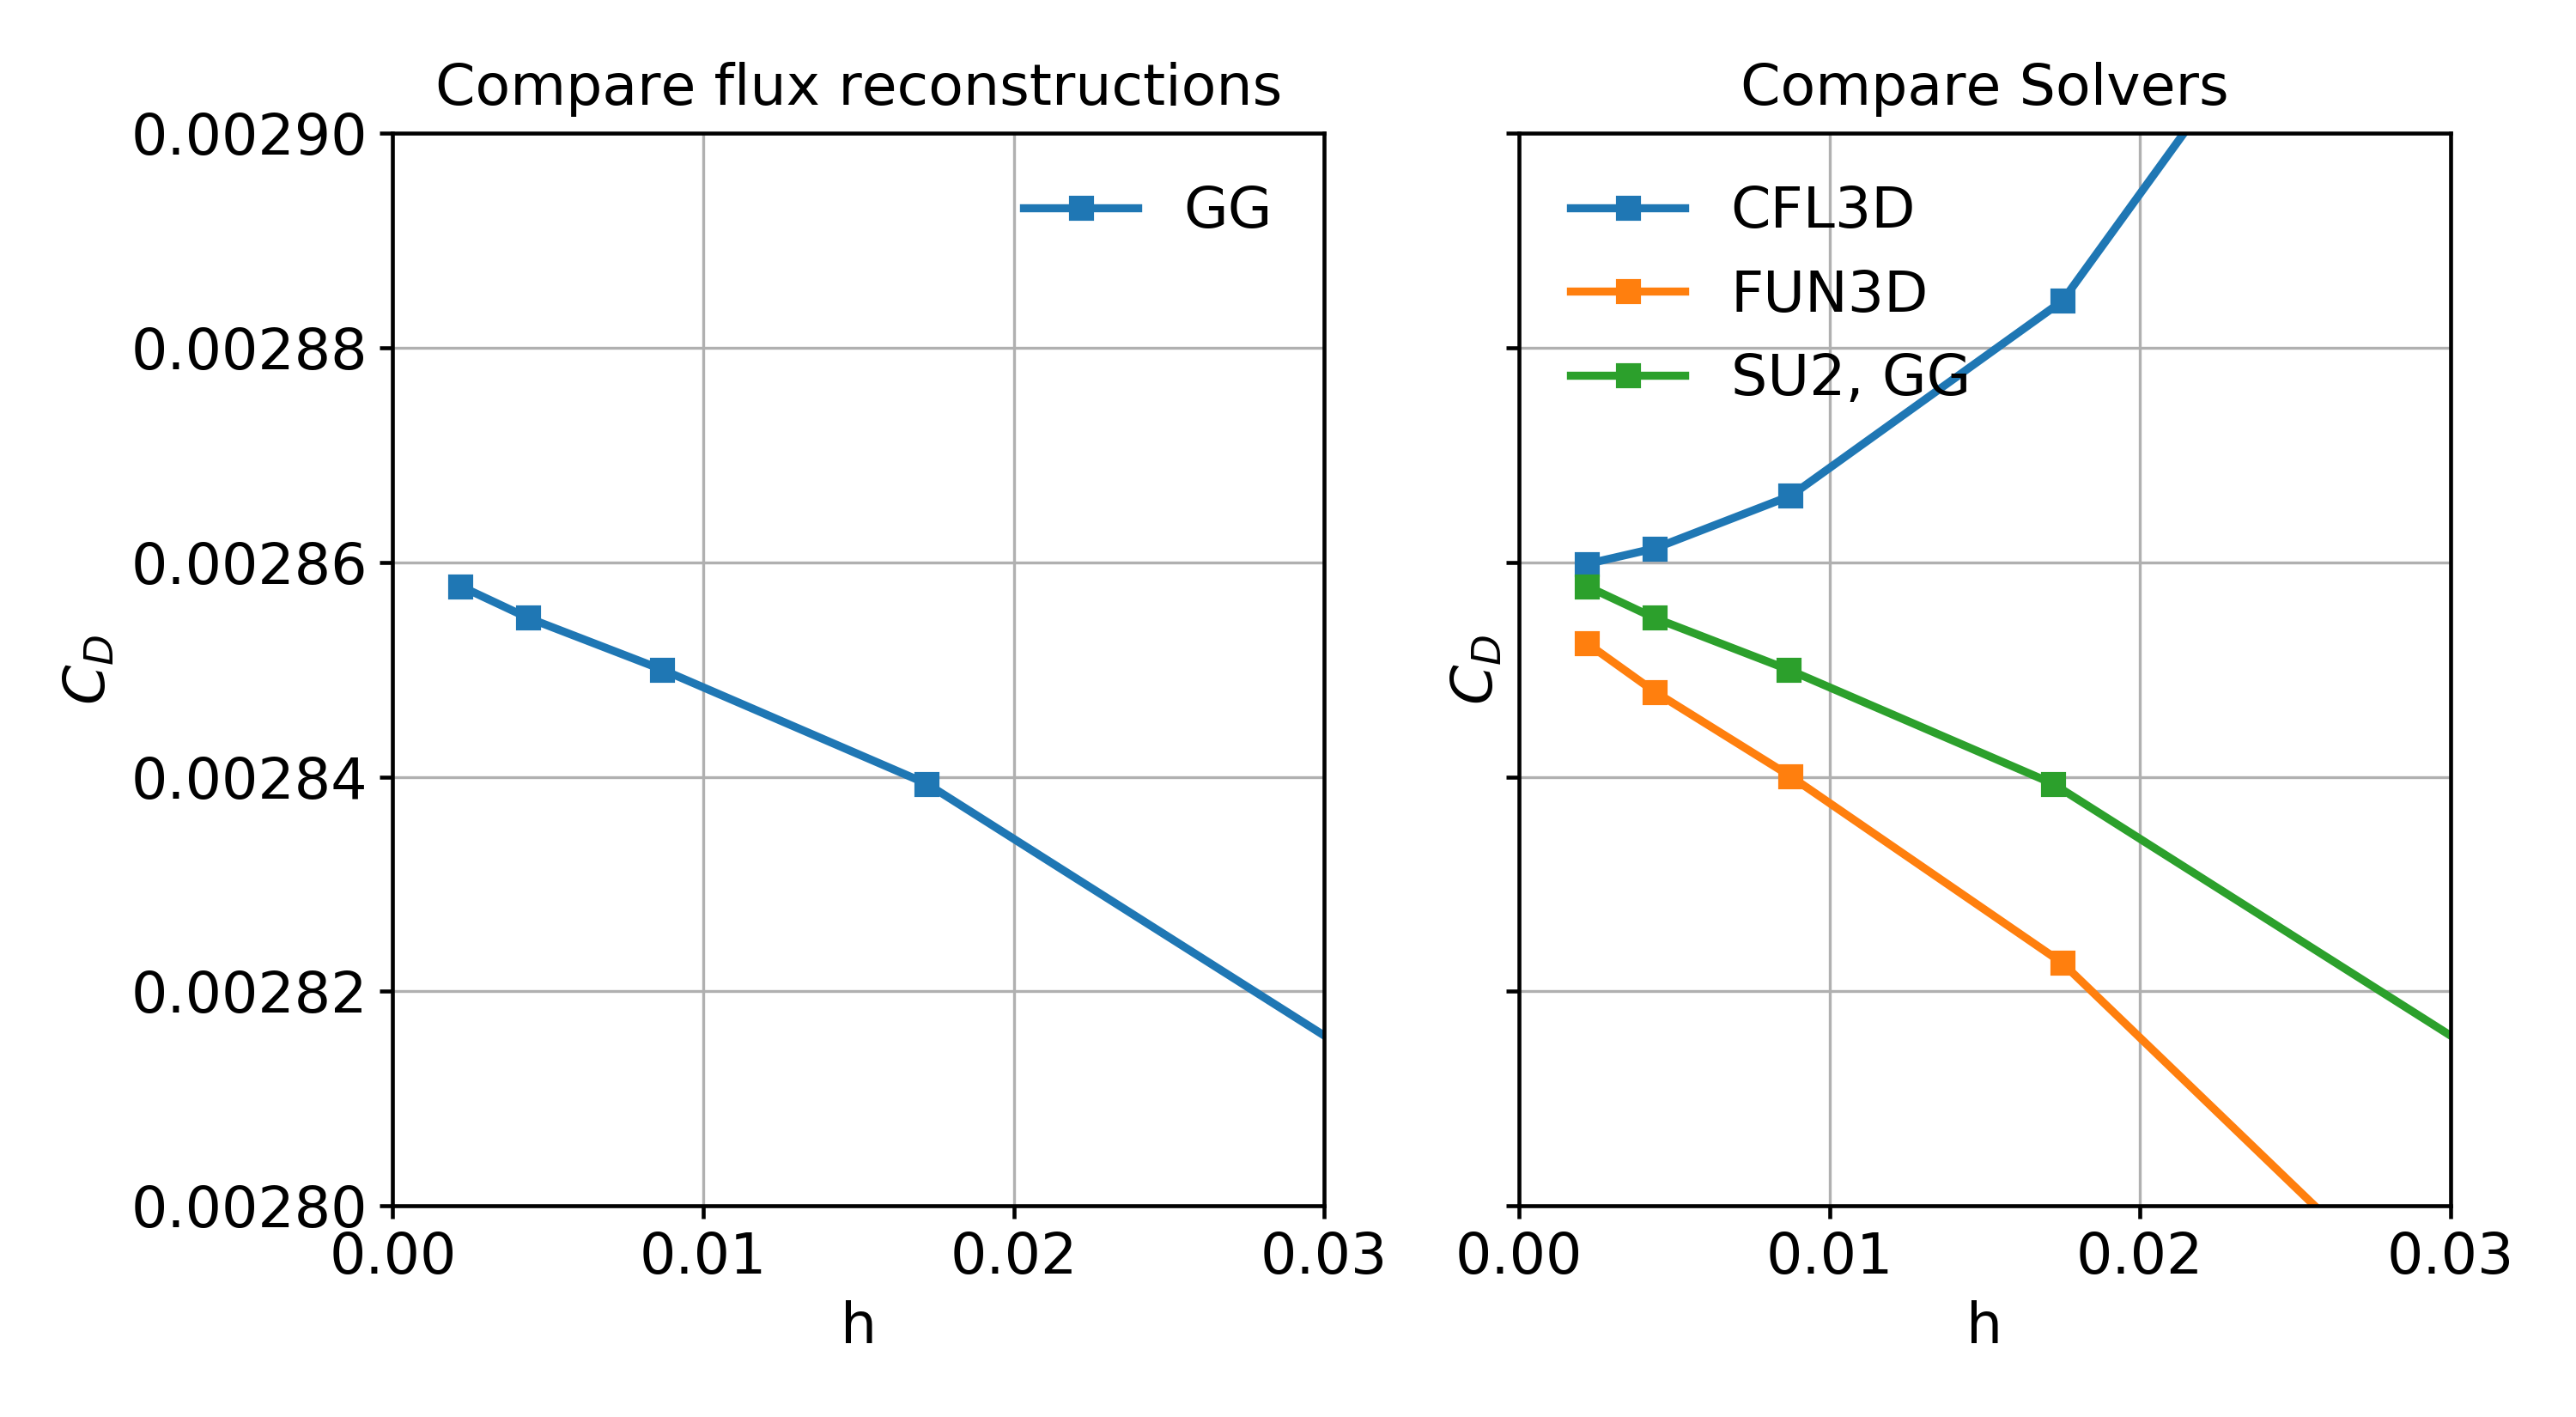 Compare flux reconstructions
0.00290
0.00288
0.00286
0.00284
0.00282
0.00280
C_D
GG
0.00 0.01 0.02 0.03
h
Compare Solvers
C_D
CFL3D
FUN3D
SU2, GG
0.00 0.01 0.02 0.03
h